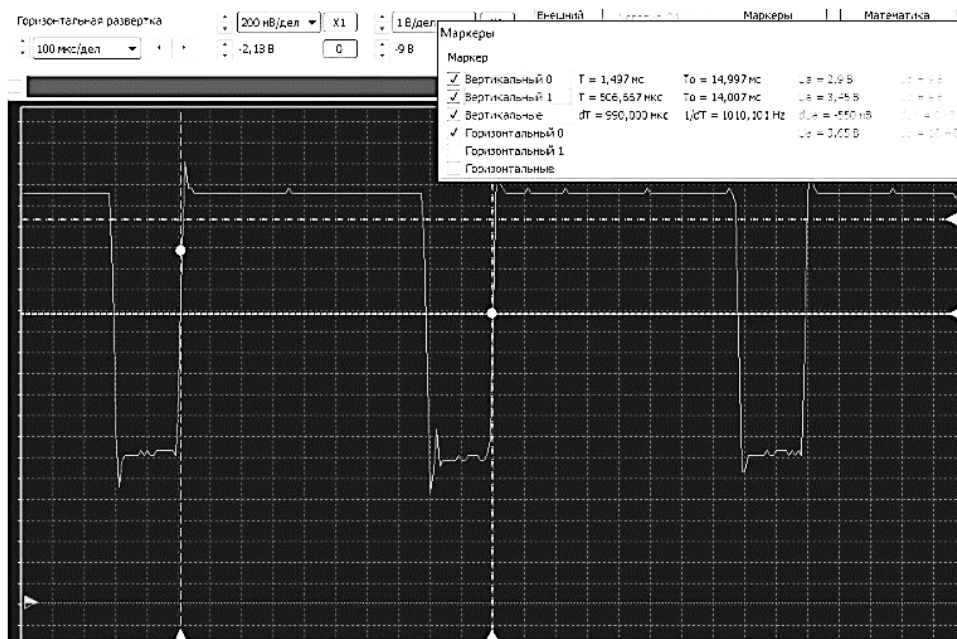 Горизонтальная развертка
200 мВ/дел X1
1 В/дел
Внешний
Маркеры
Математика
100 мкс/дел
-2,18 В 0
-9 В
Маркеры
Маркер
Вертикальный 0 T = 1,497 мс To = 14,997 мс Ua = 2,9 В
Вертикальный 1 T = 506,667 мкс To = 14,007 мс Ua = 3,45 В
Вертикальные dT = 990,000 мкс 1/dT = 1010,101 Hz dUa = -550 мВ
Горизонтальный 0 Ua = 3,65 В
Горизонтальный 1
Горизонтальные